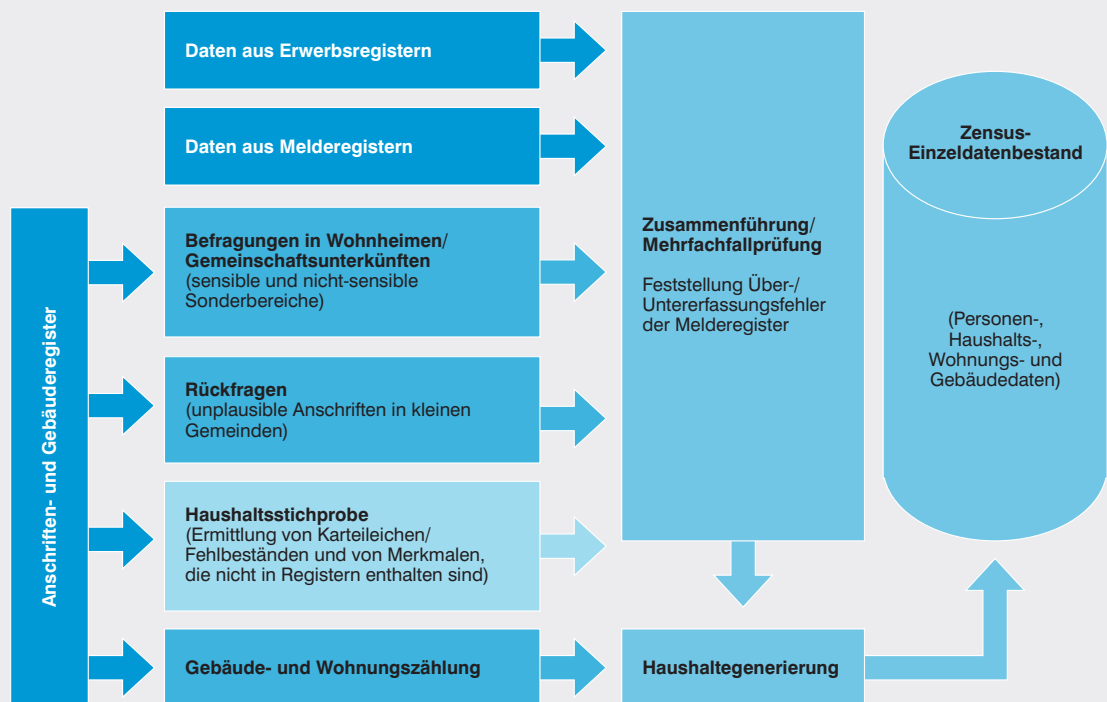 Daten aus Erwerbsregistern
Daten aus Melderegistern
Anschriften- und Gebäuderegister
Befragungen in Wohnheimen/
Gemeinschaftsunterkünften
(sensible und nicht-sensible
Sonderbereiche)
Rückfragen
(unplausible Anschriften in kleinen
Gemeinden)
Haushaltsstichprobe
(Ermittlung von Karteileichen/
Fehlbeständen und von Merkmalen,
die nicht in Registern enthalten sind)
Gebäude- und Wohnungszählung
Zusammenführung/
Mehrfachfallprüfung
Feststellung Über-/
Untererfassungsfehler
der Melderegister
Haushaltegenerierung
Zensus-
Einzeldatenbestand
(Personen-,
Haushalts-,
Wohnungs- und
Gebäudedaten)